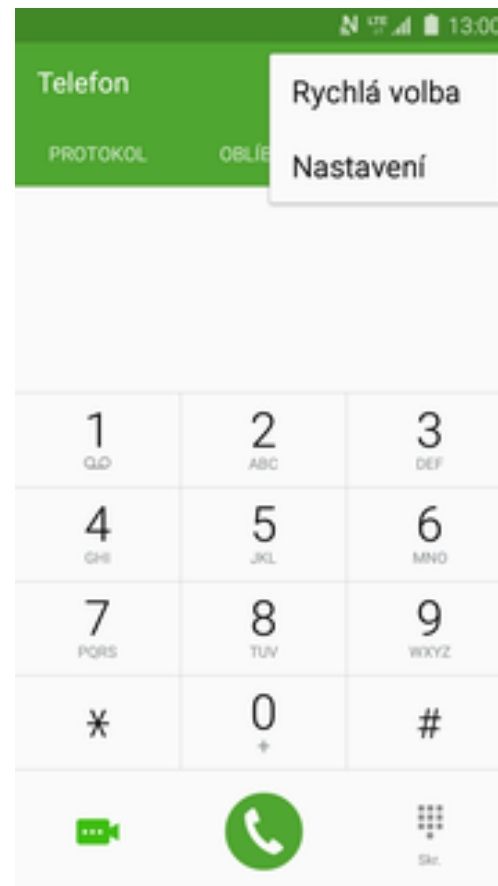 13:00
Telefon
Rychlá volba
PROTOKOL
Nastavení
1
2
3
ABC
DEF
4
5
6
GHI
JKL
MNO
7
8
9
PQRS
TUV
WXYZ
*
0
#
+
Skr.